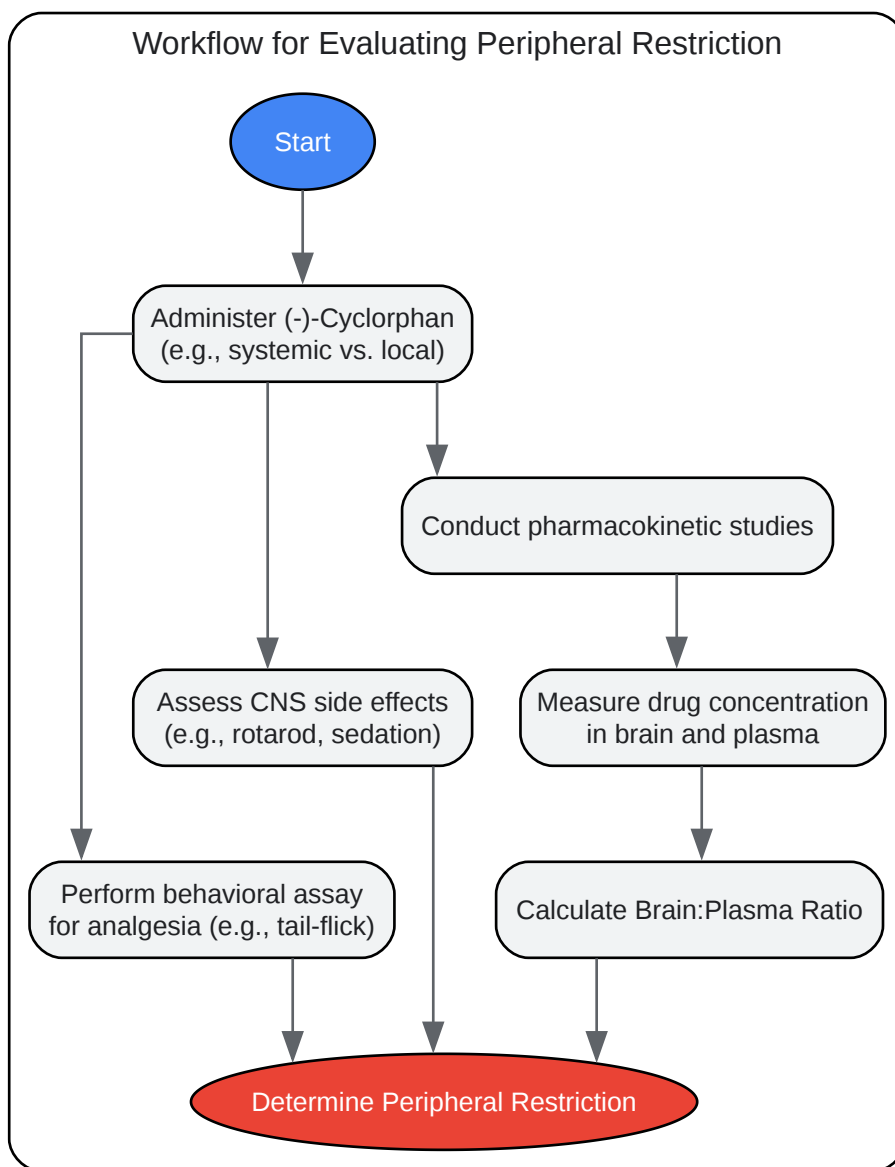 Workflow for Evaluating Peripheral Restriction
Start
Administer (-)-Cyclorphan
(e.g., systemic vs. local)
Conduct pharmacokinetic studies
Assess CNS side effects
(e.g., rotarod, sedation)
Measure drug concentration
in brain and plasma
Perform behavioral assay
for analgesia (e.g., tail-flick)
Calculate Brain:Plasma Ratio
Determine Peripheral Restriction